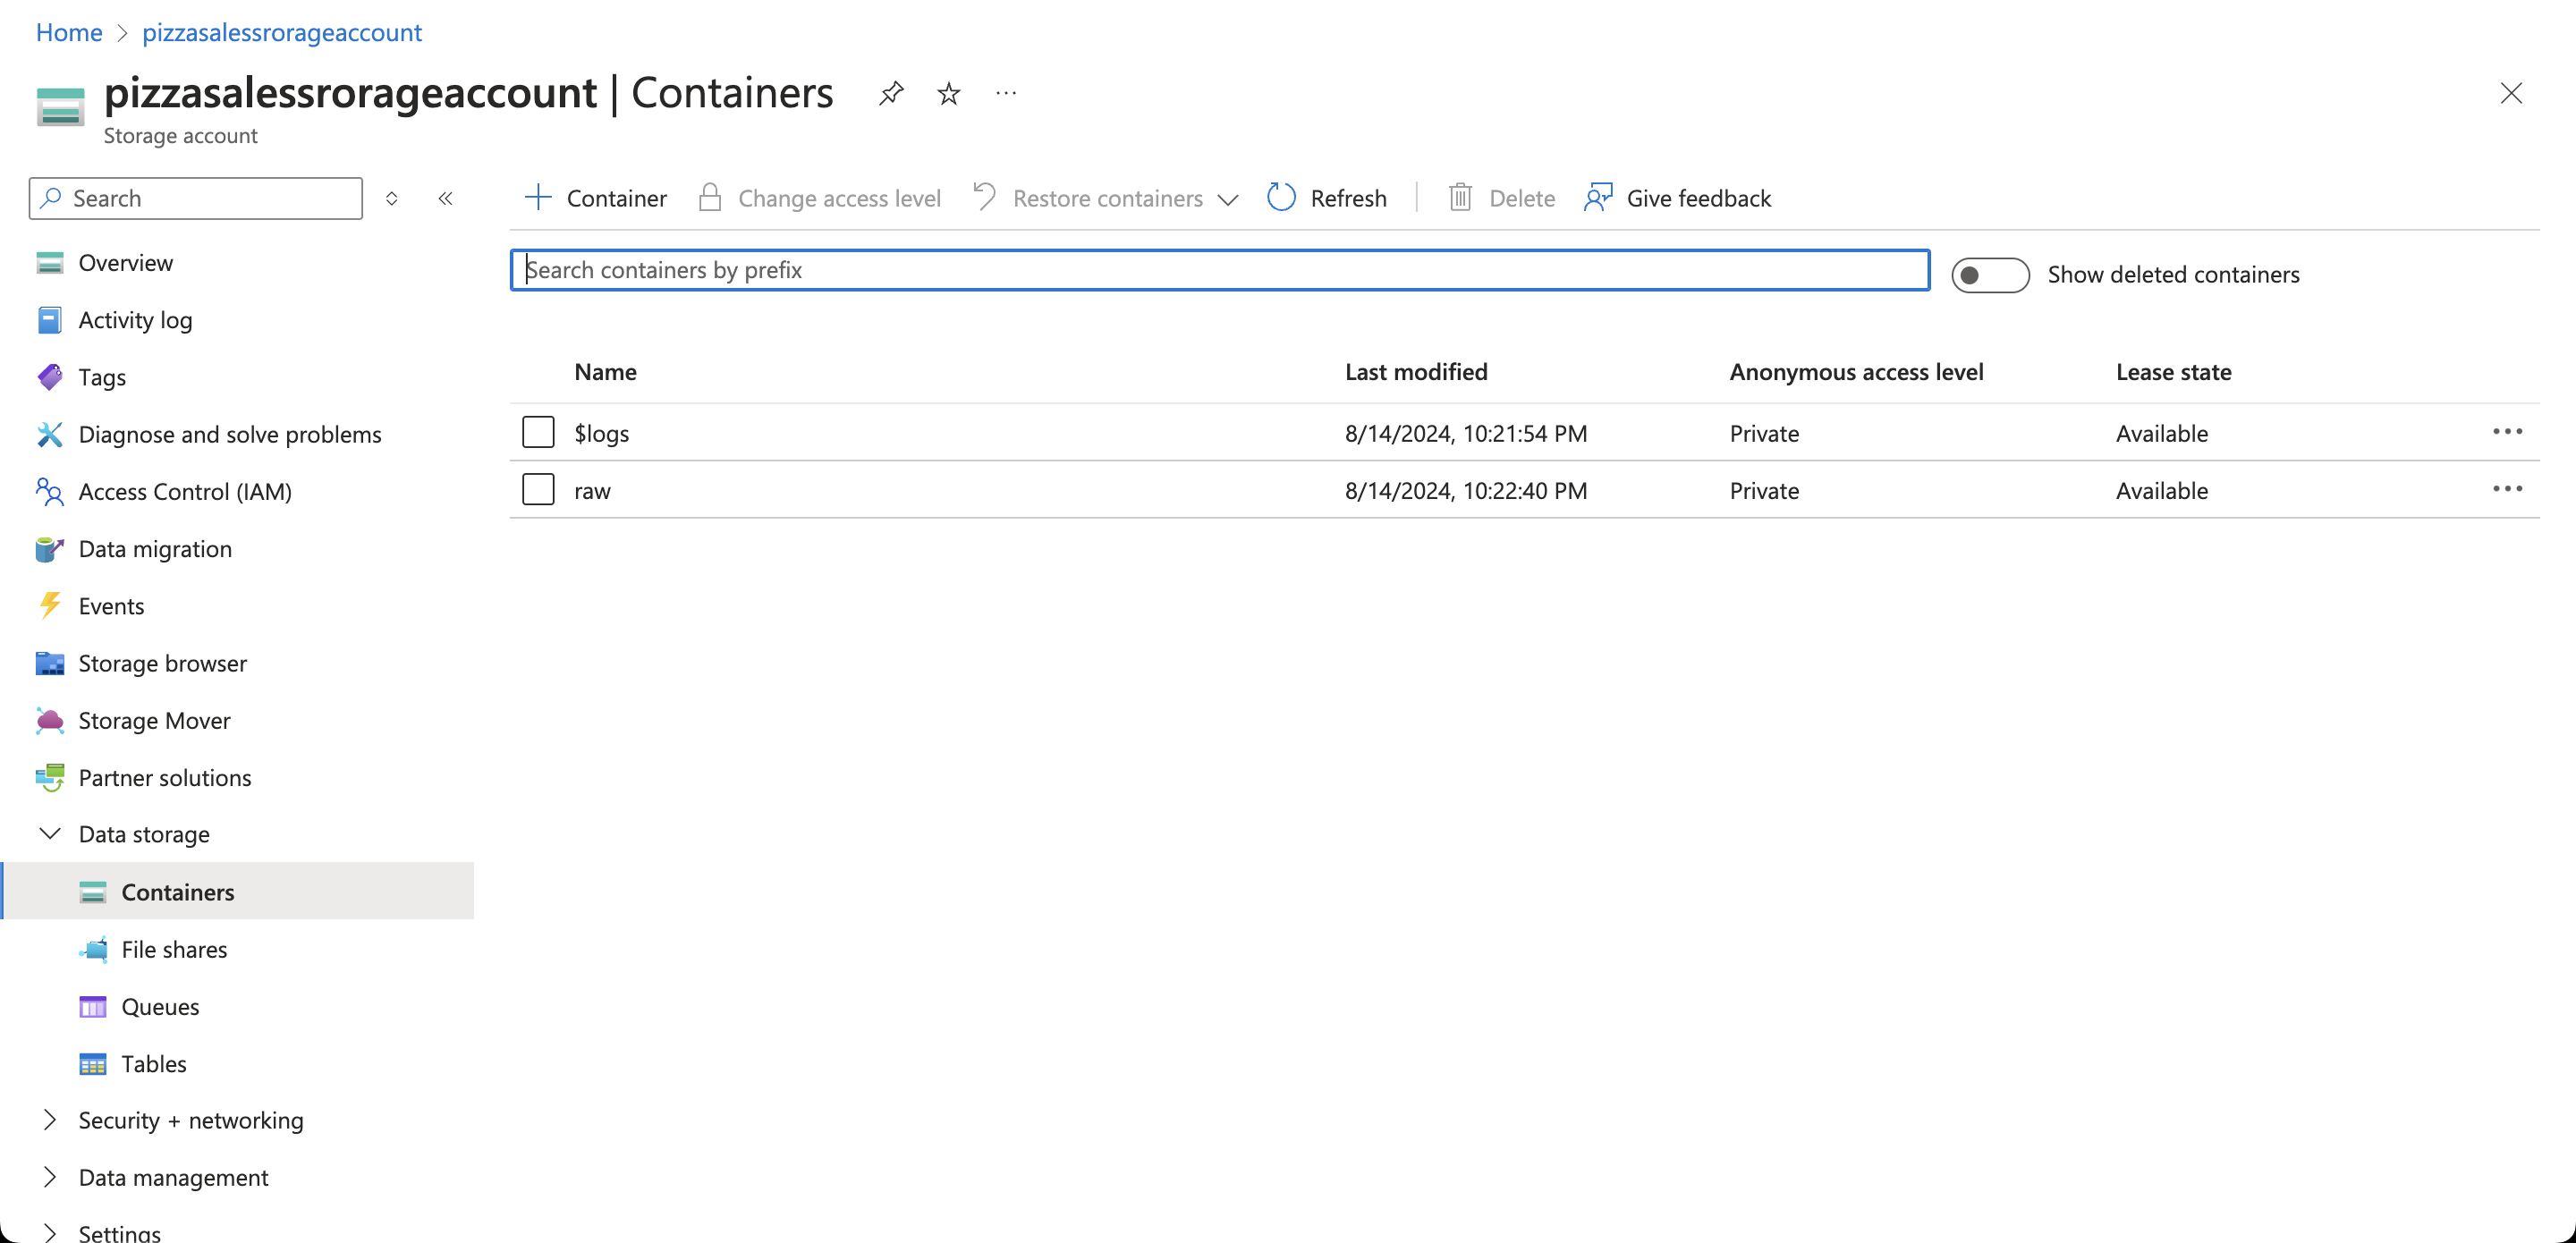 Home > pizzasalessrorageaccount
pizzasalessrorageaccount | Containers
Storage account
Search
Container Change access level Restore containers Refresh Delete Give feedback
Search containers by prefix
Show deleted containers
Name Last modified Anonymous access level Lease state
$logs 8/14/2024, 10:21:54 PM Private Available
raw 8/14/2024, 10:22:40 PM Private Available
Overview
Activity log
Tags
Diagnose and solve problems
Access Control (IAM)
Data migration
Events
Storage browser
Storage Mover
Partner solutions
Data storage
Containers
File shares
Queues
Tables
Security + networking
Data management
Settings